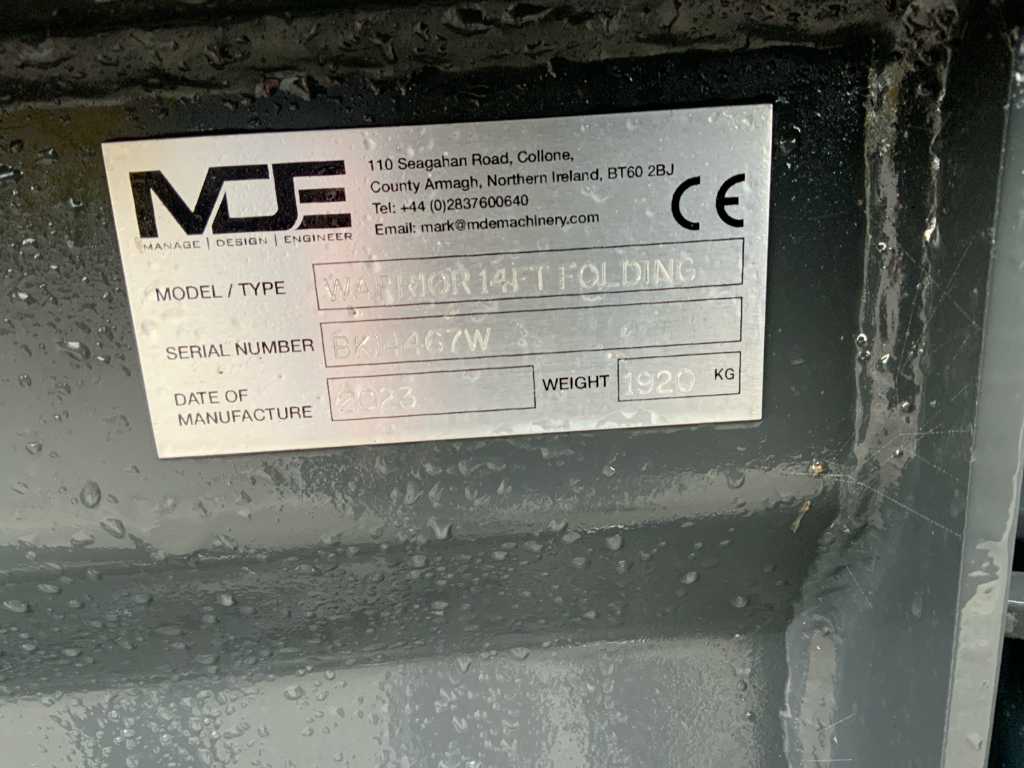 MDE
MANAGE | DESIGN | ENGINEER
110 Seagahan Road, Collone,
County Armagh, Northern Ireland, BT60 2BJ
Tel: +44 (0)2837600640
Email: mark@mdemachinery.com
CE
MODEL / TYPE WARRIOR 14FT FOLDING
SERIAL NUMBER BK14467W
DATE OF MANUFACTURE 2023
WEIGHT 1920 KG